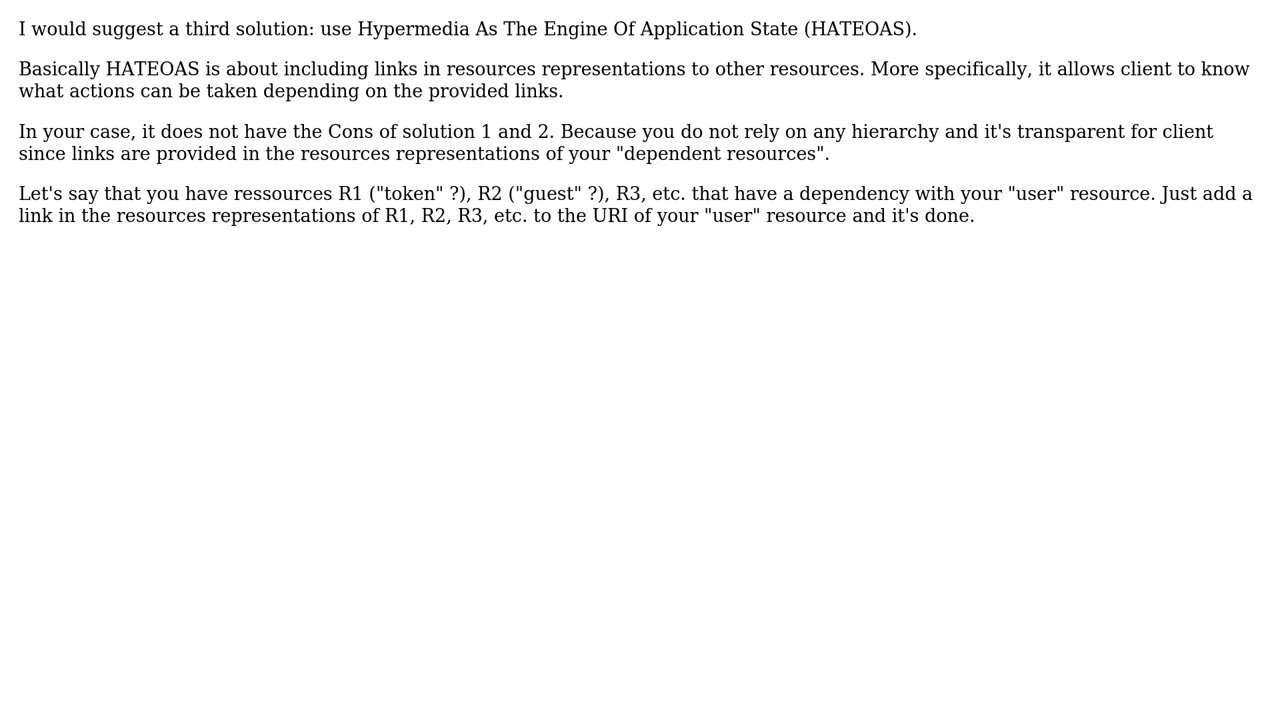 I would suggest a third solution: use Hypermedia As The Engine Of Application State (HATEOAS).
Basically HATEOAS is about including links in resources representations to other resources. More specifically, it allows client to know
what actions can be taken depending on the provided links.
In your case, it does not have the Cons of solution 1 and 2. Because you do not rely on any hierarchy and it's transparent for client
since links are provided in the resources representations of your "dependent resources".
Let's say that you have ressources R1 ("token" ?), R2 ("guest" ?), R3, etc. that have a dependency with your "user" resource. Just add a
link in the resources representations of R1, R2, R3, etc. to the URI of your "user" resource and it's done.